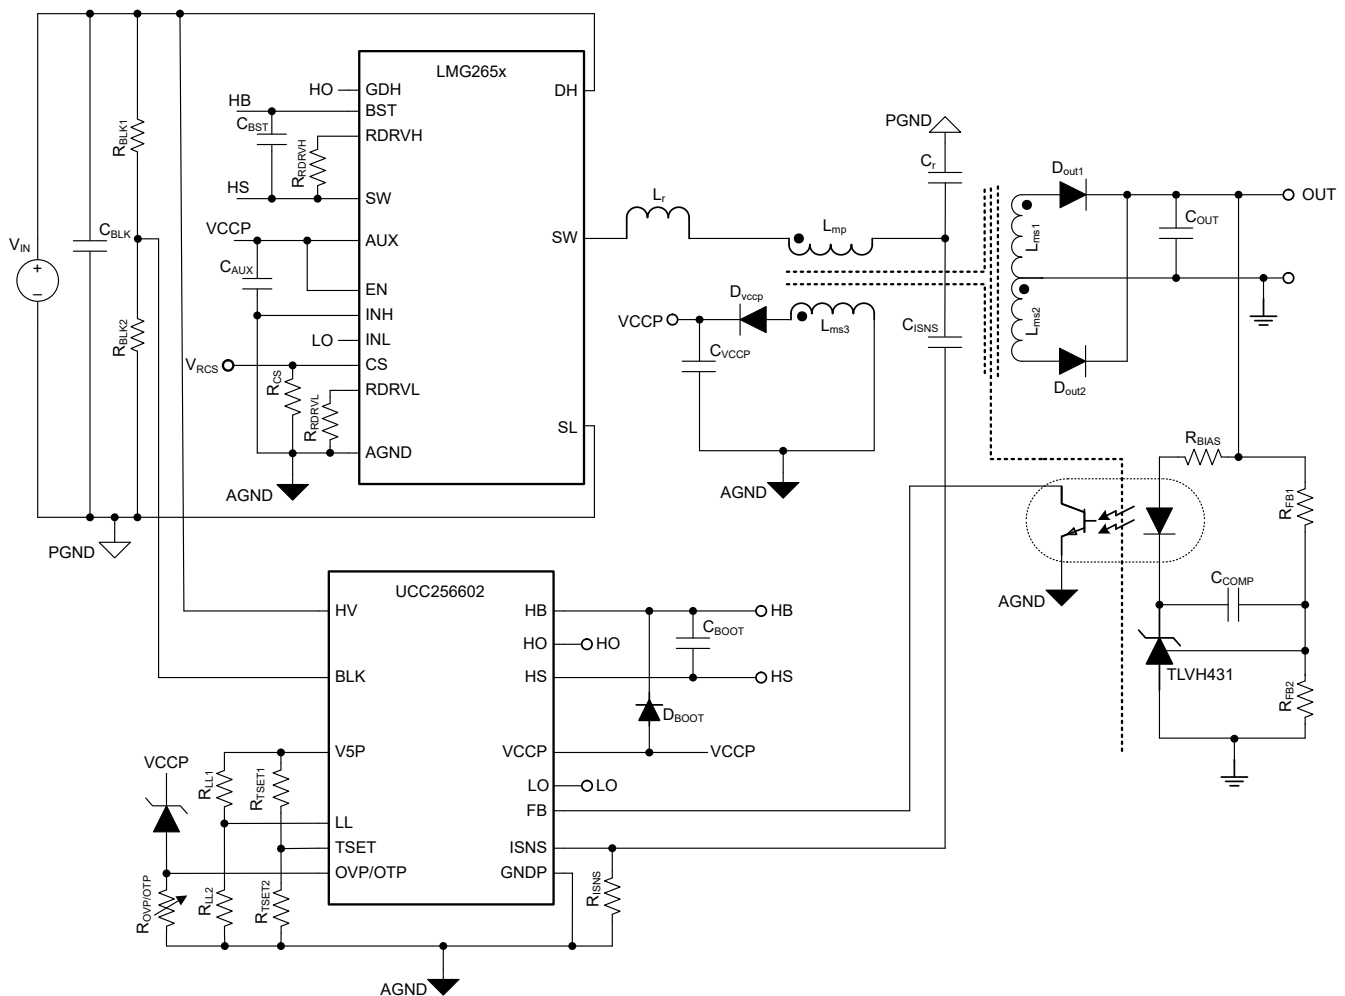 LMG265x
HO
GDH
DH
HB
BST
CBST
RDRVH
RRDRVH
HS
SW
VCCP
AUX
CAUX
EN
INH
LO
INL
VRCS
CS
RCS
RDRVL
RRDRVL
AGND
AGND
SW
SL
VIN
+
–
CBLK
RBLK1
RBLK2
PGND
Lr
Lmp
PGND
Cr
CISNS
VCCP
Dvccp
Lms3
CVCCP
AGND
Dout1
Lms1
Lms2
Dout2
COUT
OUT
RBIAS
RFB1
CCOMP
TLVH431
RFB2
AGND
UCC256602
HV
BLK
V5P
LL
TSET
OVP/OTP
HB
HB
CBOOT
HO
HO
HS
HS
DBOOT
VCCP
VCCP
LO
LO
FB
ISNS
GNDP
RISNS
VCCP
RLL1
RTSET1
ROVP/OTP
RLL2
RTSET2
AGND